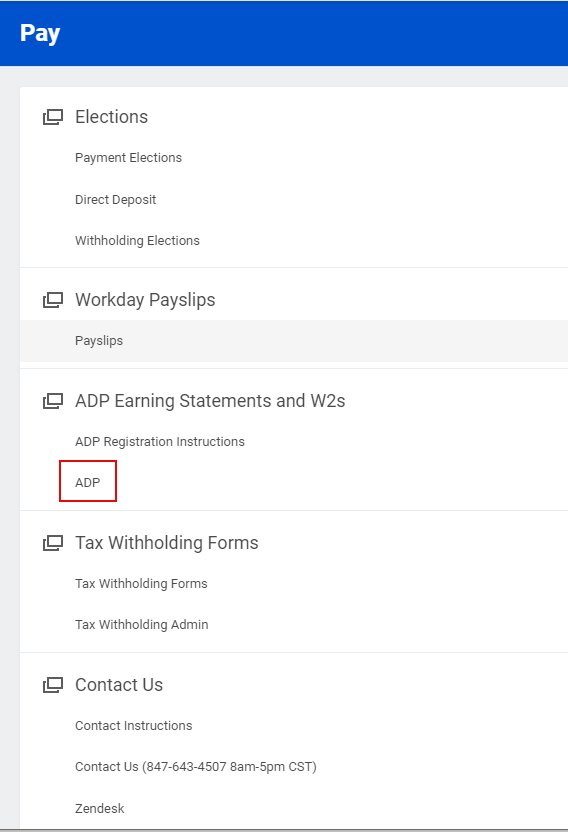 Pay
Elections
Payment Elections
Direct Deposit
Withholding Elections
Workday Payslips
Payslips
ADP Earning Statements and W2s
ADP Registration Instructions
ADP
Tax Withholding Forms
Tax Withholding Forms
Tax Withholding Admin
Contact Us
Contact Instructions
Contact Us (847-643-4507 8am-5pm CST)
Zendesk